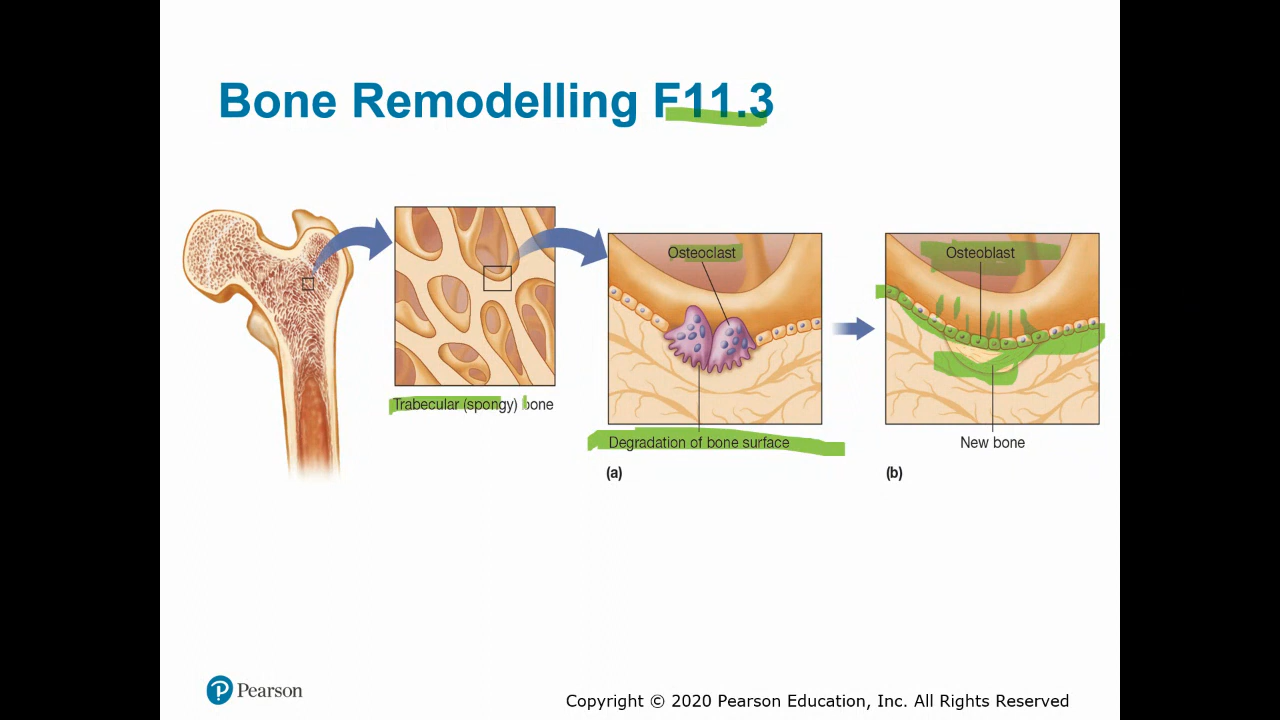 Bone Remodelling F11.3
Osteoclast
Osteoblast
Trabecular (spongy) bone
Degradation of bone surface
New bone
(a)
(b)
Pearson
Copyright © 2020 Pearson Education, Inc. All Rights Reserved